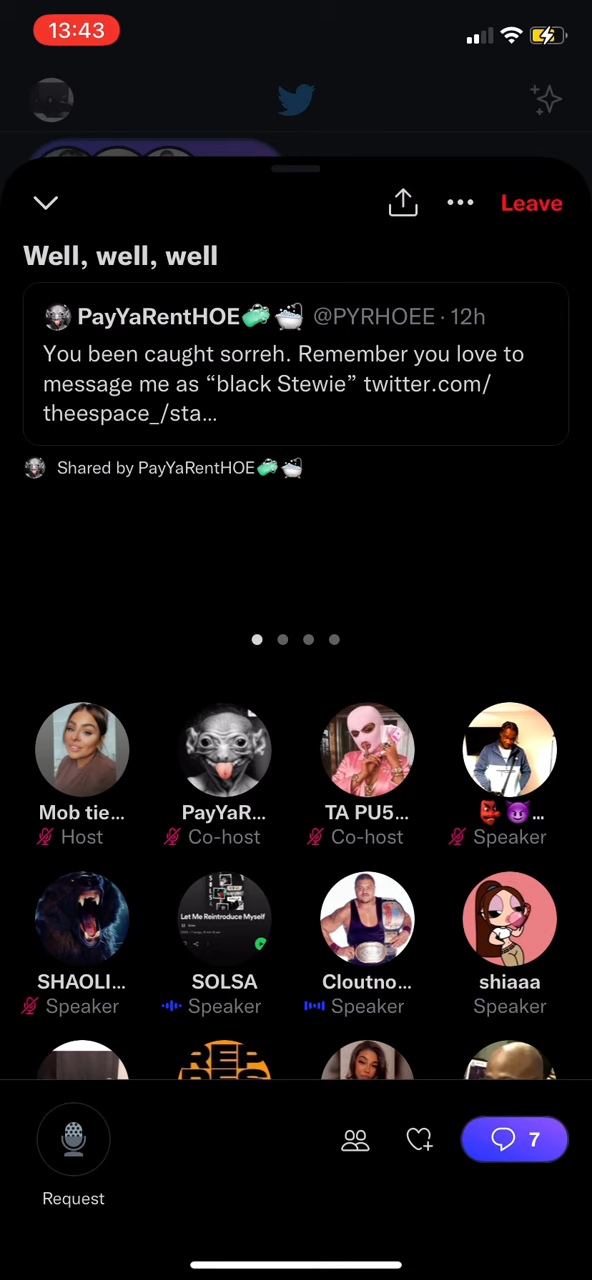 13:43
Leave
Well, well, well
PayYaRentHOE🧼🛀 @PYRHOEE · 12h
You been caught sorreh. Remember you love to
message me as “black Stewie” twitter.com/
theespace_/sta...
Shared by PayYaRentHOE🧼🛀
Mob tie... PayYaR... TA PU5... 👺😈...
Host Co-host Co-host Speaker
Let Me Reintroduce Myself
SHAOLI... SOLSA Cloutno... shiaaa
Speaker Speaker Speaker Speaker
REP
7
Request